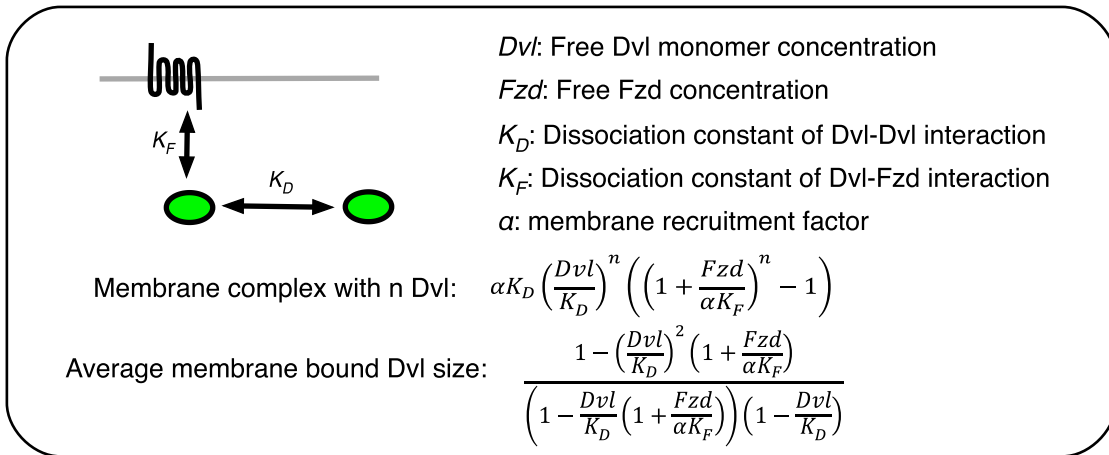 Dvl: Free Dvl monomer concentration
Fzd: Free Fzd concentration
K_D: Dissociation constant of Dvl-Dvl interaction
K_F: Dissociation constant of Dvl-Fzd interaction
α: membrane recruitment factor
K_F
K_D
Membrane complex with n Dvl: αK_D (Dvl/K_D)^n ((1 + Fzd/αK_F)^n − 1)
Average membrane bound Dvl size: (1 − (Dvl/K_D)^2 (1 + Fzd/αK_F)) / ((1 − Dvl/K_D (1 + Fzd/αK_F)) (1 − Dvl/K_D))